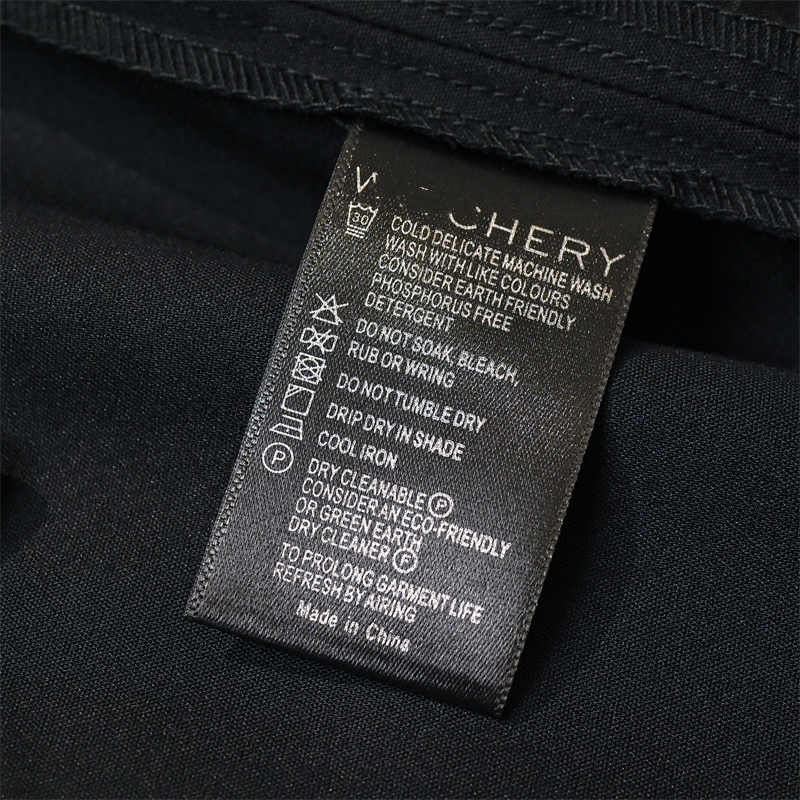 30
COLD DELICATE MACHINE WASH
WASH WITH LIKE COLOURS
CONSIDER EARTH FRIENDLY
PHOSPHORUS FREE
DETERGENT
DO NOT SOAK, BLEACH,
RUB OR WRING
DO NOT TUMBLE DRY
DRIP DRY IN SHADE
COOL IRON
P
DRY CLEANABLE P
CONSIDER AN ECO-FRIENDLY
OR GREEN EARTH
DRY CLEANER F
TO PROLONG GARMENT LIFE
REFRESH BY AIRING
Made in China